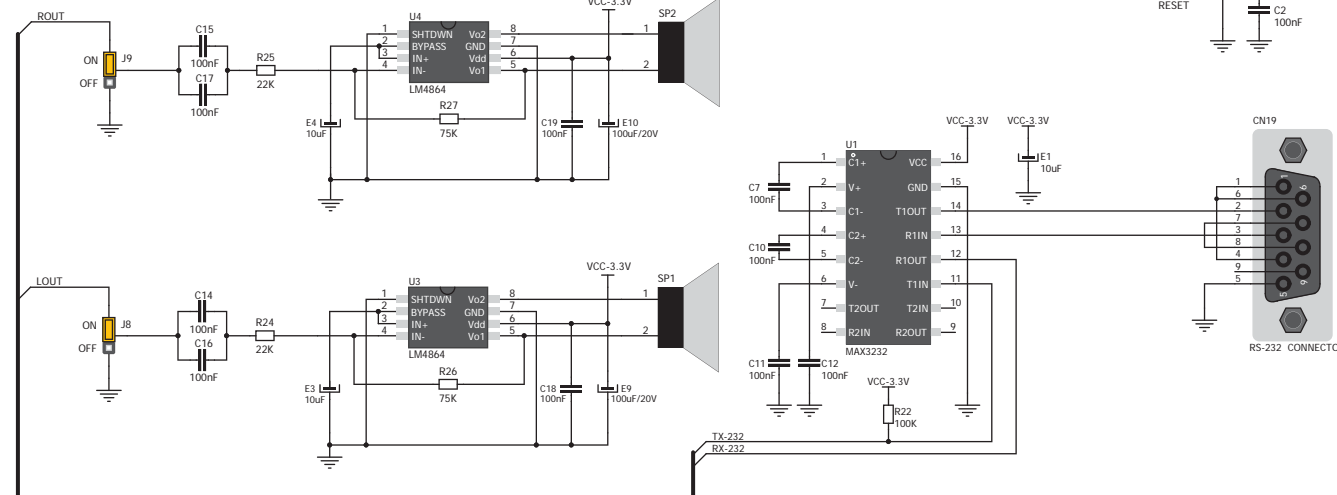 ROUT
ON
OFF
J9
C15
100nF
C17
100nF
R25
22K
U4
1 SHTDWN Vo2 8
2 BYPASS GND 7
3 IN+ Vdd 6
4 IN- Vo1 5
LM4864
R27
75K
E4
10uF
C19
100nF
E10
100uF/20V
VCC-3.3V
SP2
1
2
RESET
C2
100nF
LOUT
ON
OFF
J8
C14
100nF
C16
100nF
R24
22K
U3
1 SHTDWN Vo2 8
2 BYPASS GND 7
3 IN+ Vdd 6
4 IN- Vo1 5
LM4864
R26
75K
E3
10uF
C18
100nF
E9
100uF/20V
VCC-3.3V
SP1
1
2
VCC-3.3V
VCC-3.3V
E1
10uF
U1
1 C1+ VCC 16
2 V+ GND 15
3 C1- T1OUT 14
4 C2+ R1IN 13
5 C2- R1OUT 12
6 V- T1IN 11
7 T2OUT T2IN 10
8 R2IN R2OUT 9
MAX3232
C7
100nF
C10
100nF
C11
100nF
C12
100nF
VCC-3.3V
R22
100K
TX-232
RX-232
CN19
1
6
2
7
3
8
4
9
5
1
6
5
9
RS-232 CONNECTO